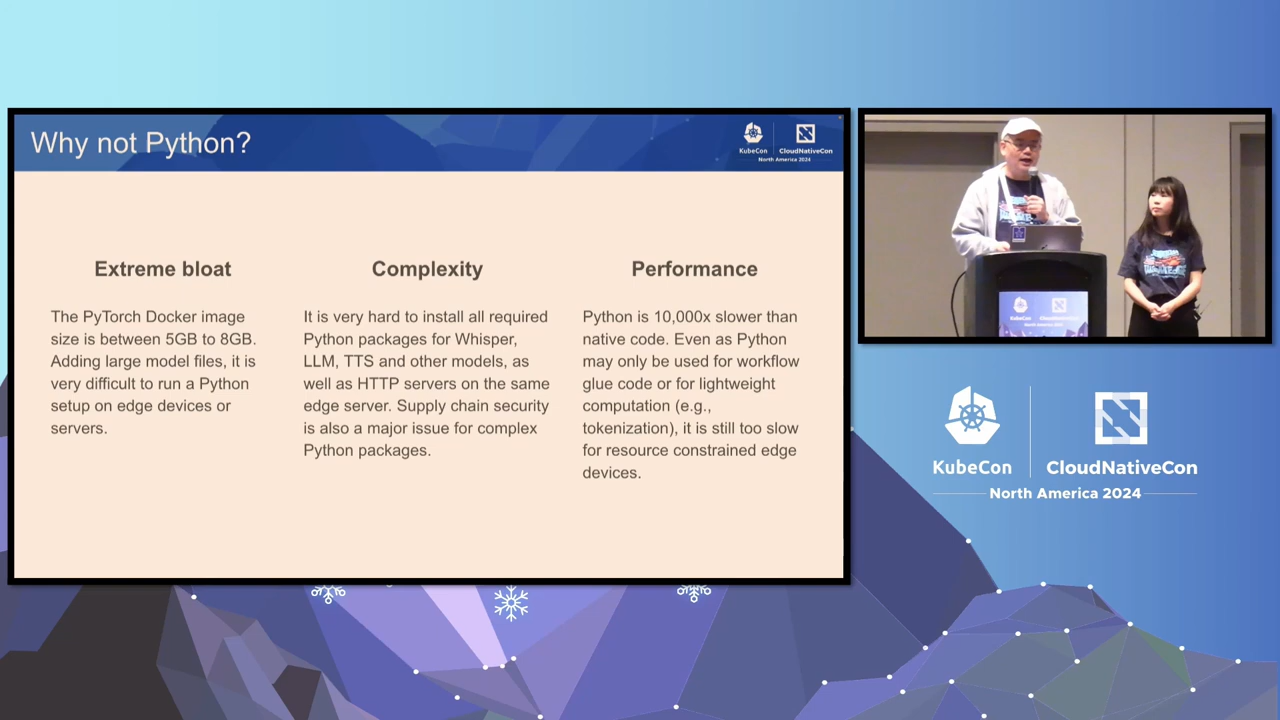 Why not Python?
KubeCon
CloudNativeCon
North America 2024
Extreme bloat
The PyTorch Docker image
size is between 5GB to 8GB.
Adding large model files, it is
very difficult to run a Python
setup on edge devices or
servers.
Complexity
It is very hard to install all required
Python packages for Whisper,
LLM, TTS and other models, as
well as HTTP servers on the same
edge server. Supply chain security
is also a major issue for complex
Python packages.
Performance
Python is 10,000x slower than
native code. Even as Python
may only be used for workflow
glue code or for lightweight
computation (e.g.,
tokenization), it is still too slow
for resource constrained edge
devices.
KubeCon
CloudNativeCon
North America 2024
KubeCon
CloudNativeCon
North America 2024